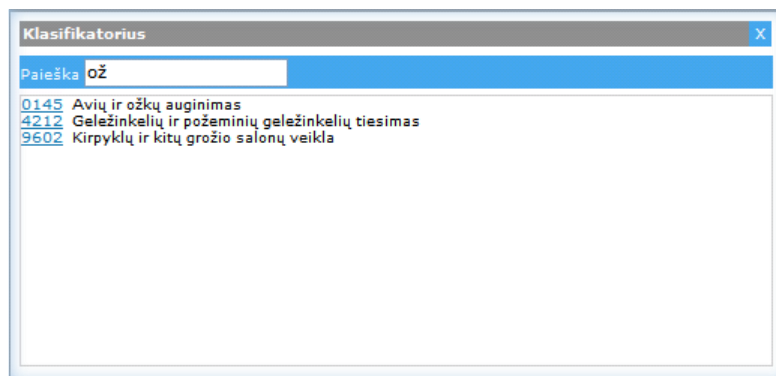 Klasifikatorius X
Paieška ož
0145 Avių ir ožkų auginimas
4212 Geležinkelių ir požeminių geležinkelių tiesimas
9602 Kirpyklų ir kitų grožio salonų veikla